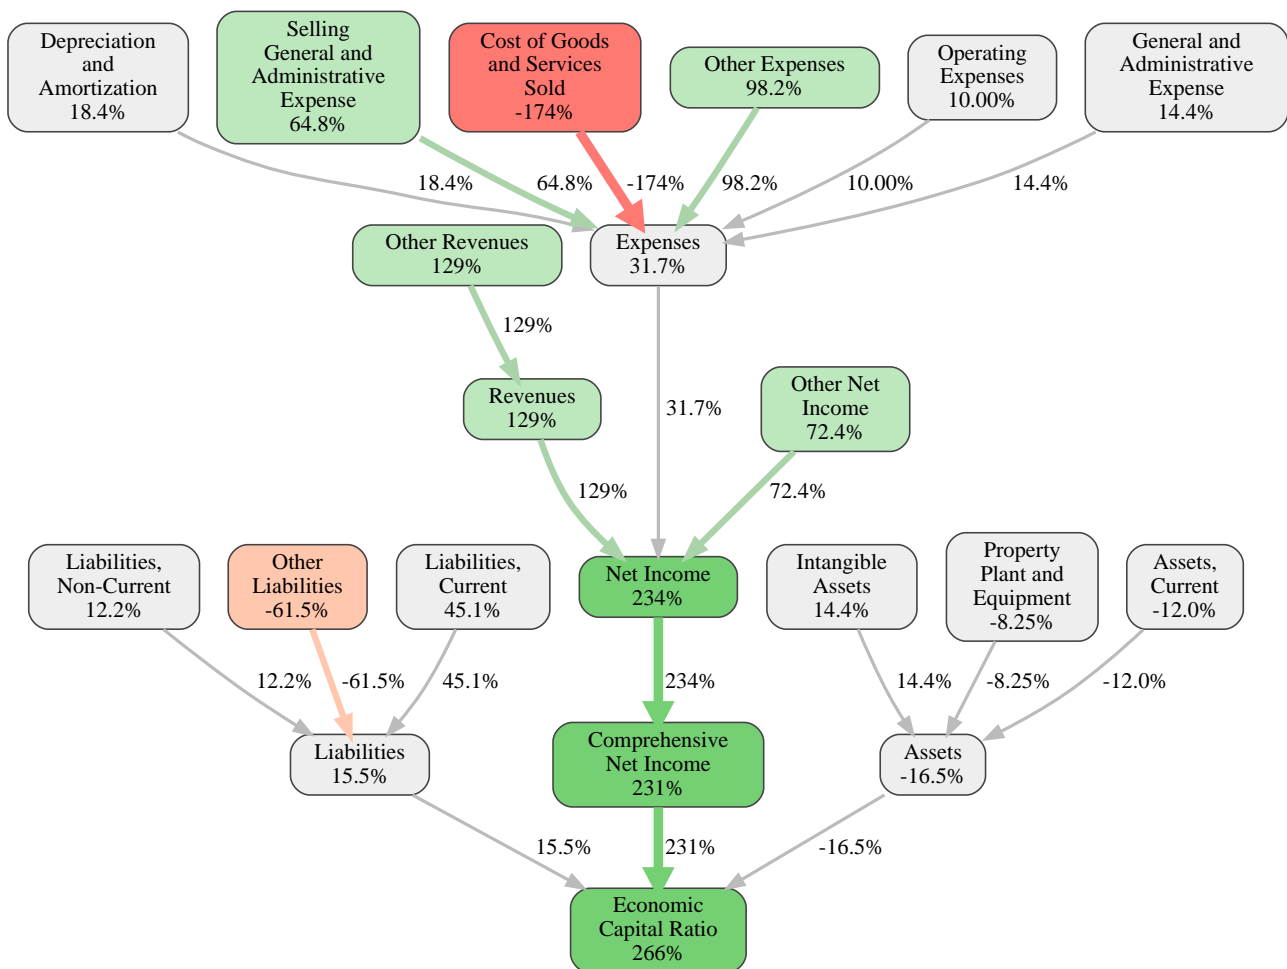 Depreciation
and
Amortization
18.4%
Selling
General and
Administrative
Expense
64.8%
Cost of Goods
and Services
Sold
-174%
Other Expenses
98.2%
Operating
Expenses
10.00%
General and
Administrative
Expense
14.4%
18.4%
64.8%
-174%
98.2%
10.00%
14.4%
Other Revenues
129%
Expenses
31.7%
129%
Revenues
129%
31.7%
Other Net
Income
72.4%
129%
72.4%
Liabilities,
Non-Current
12.2%
Other
Liabilities
-61.5%
Liabilities,
Current
45.1%
Net Income
234%
Intangible
Assets
14.4%
Property
Plant and
Equipment
-8.25%
Assets,
Current
-12.0%
12.2%
-61.5%
45.1%
234%
14.4%
-8.25%
-12.0%
Liabilities
15.5%
Comprehensive
Net Income
231%
Assets
-16.5%
15.5%
231%
-16.5%
Economic
Capital Ratio
266%